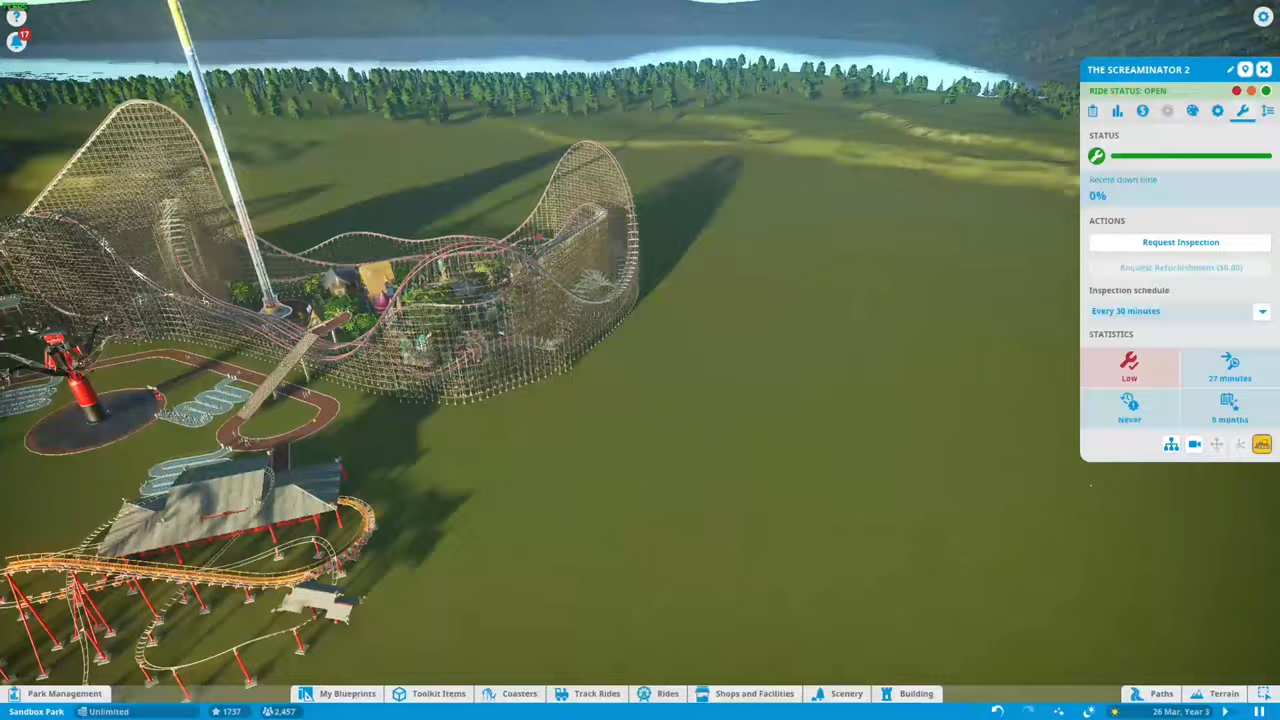 ?
17
THE SCREAMINATOR 2
RIDE STATUS: OPEN
STATUS
Recent down time
0%
ACTIONS
Request Inspection
Request Refurbishment ($0.00)
Inspection schedule
Every 30 minutes
STATISTICS
Low
27 minutes
Never
0 months
Park Management
My Blueprints
Toolkit Items
Coasters
Track Rides
Rides
Shops and Facilities
Scenery
Building
Paths
Terrain
Sandbox Park
Unlimited
1737
2,457
26 Mar, Year 3